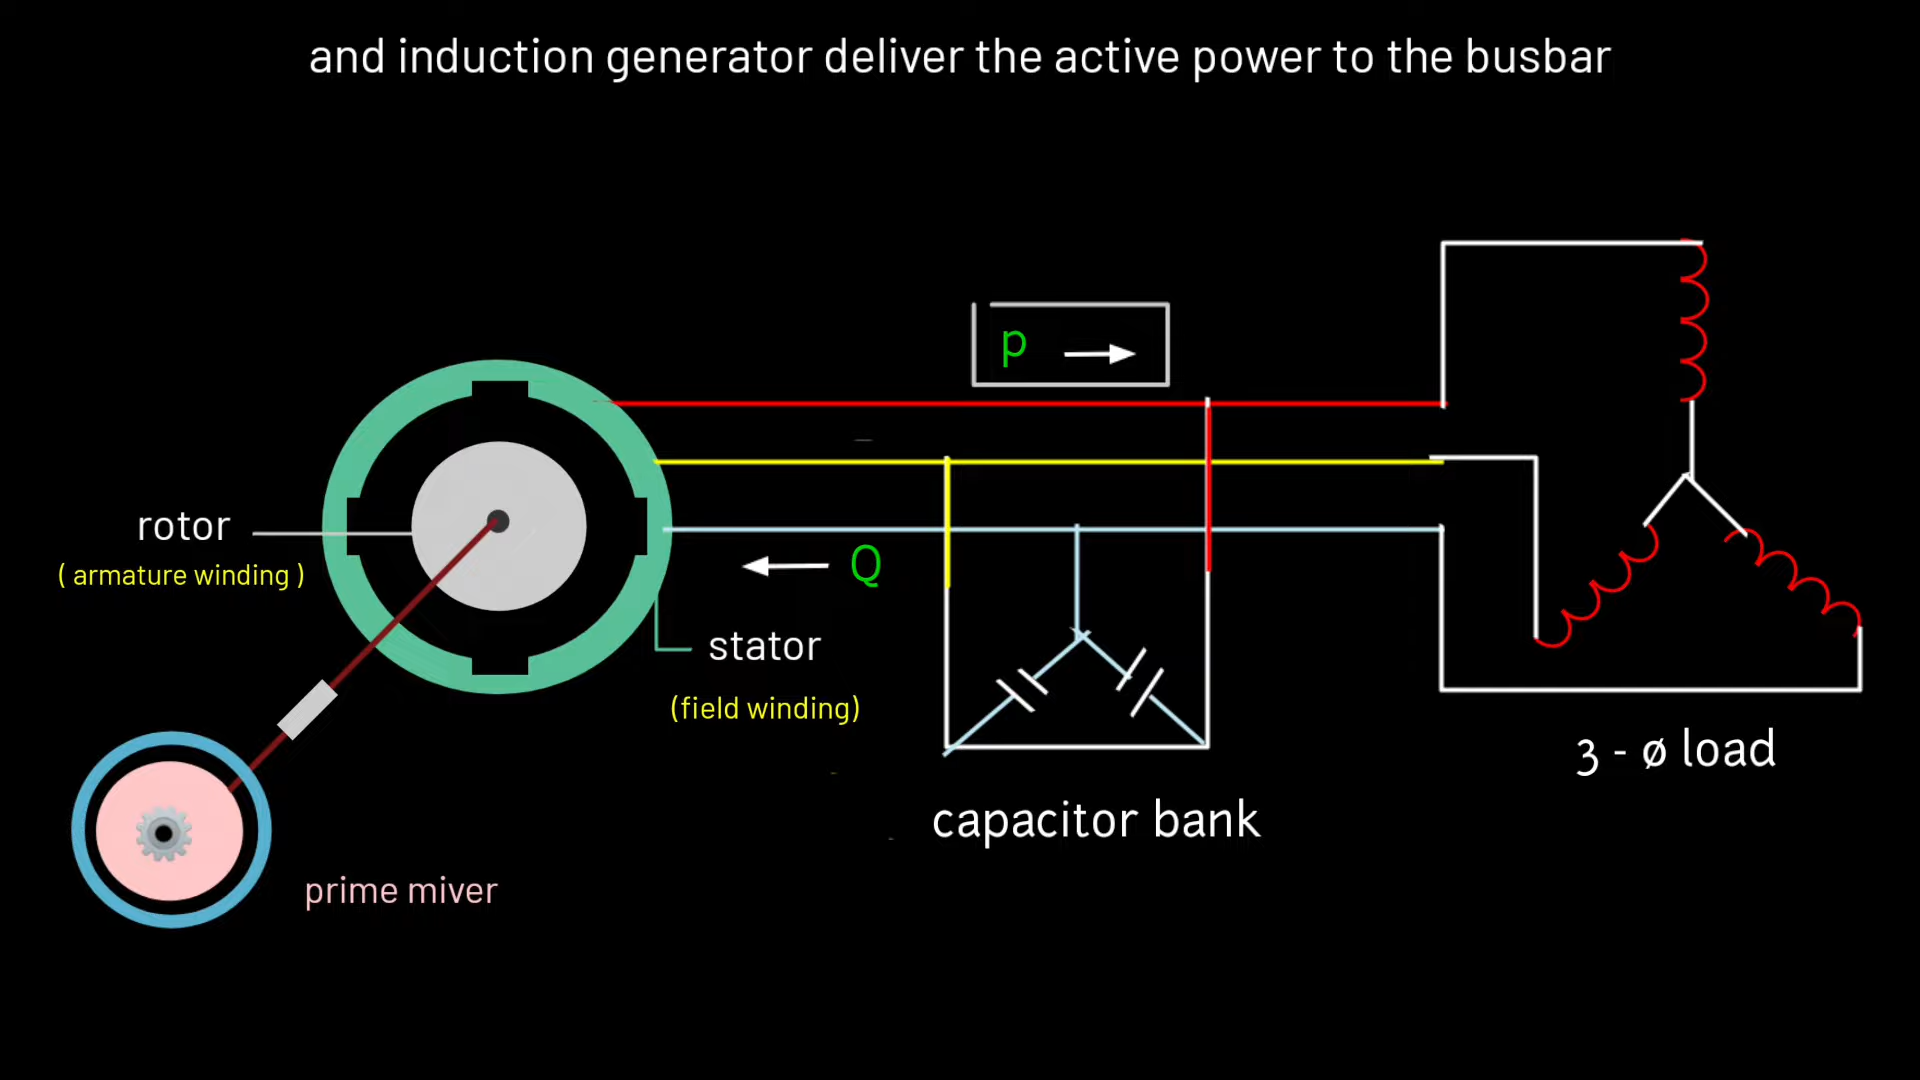 and induction generator deliver the active power to the busbar
p
rotor
( armature winding )
Q
stator
(field winding)
3 - ø load
capacitor bank
prime miver